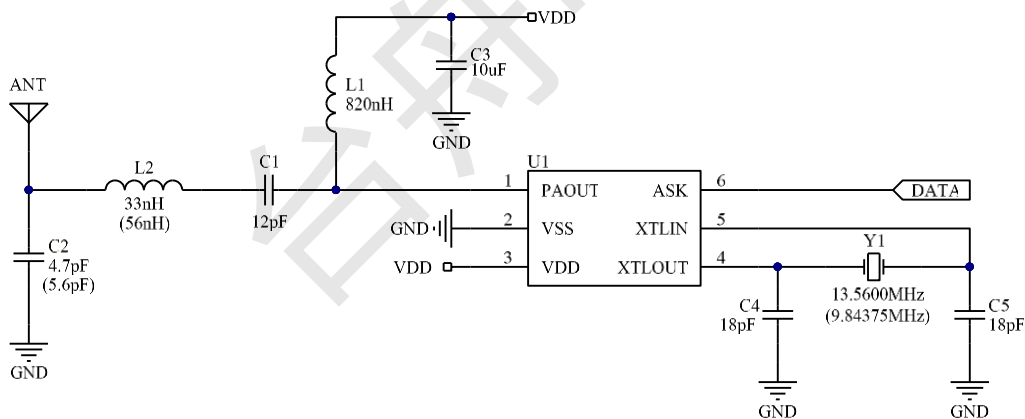 VDD
C3
10uF
GND
L1
820nH
ANT
L2
33nH
(56nH)
C1
12pF
C2
4.7pF
(5.6pF)
GND
U1
1 PAOUT ASK 6
DATA
GND 2 VSS XTLIN 5
VDD 3 VDD XTLOUT 4
Y1
13.5600MHz
(9.84375MHz)
C4
18pF
GND
C5
18pF
GND